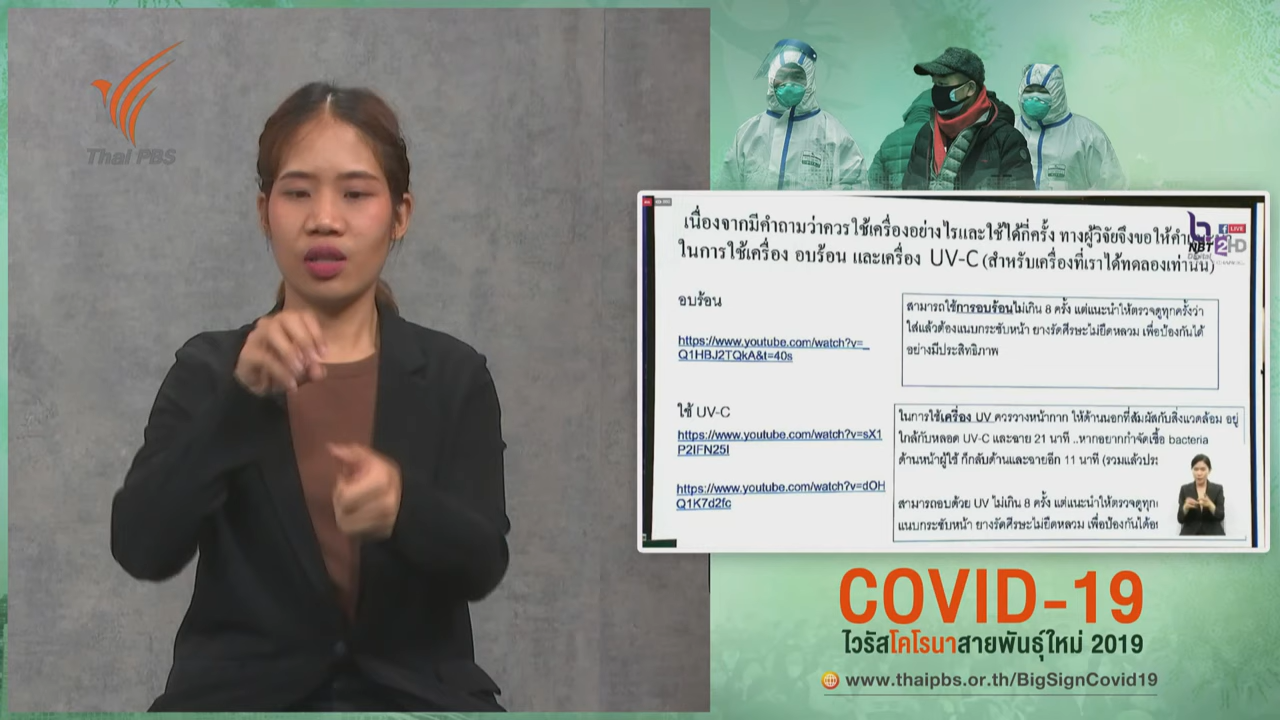 Thai PBS
เนื่องจากมีคำถามว่าควรใช้เครื่องอย่างไรและใช้ได้กี่ครั้ง ทางผู้วิจัยจึงขอให้
ในการใช้เครื่อง อบร้อน และเครื่อง UV-C (สำหรับเครื่องที่เราได้ทดลองเท่านั้น)
LIVE
NBT 2HD
Digital
อบร้อน
https://www.youtube.com/watch?v=_
Q1HBJ2TQkA&t=40s
สามารถใช้การอบร้อนไม่เกิน 8 ครั้ง แต่แนะนำให้ตรวจดูทุกครั้งว่า
ใส่แล้วต้องแนบกระชับหน้า ยางรัดศีรษะไม่ยืดหลวม เพื่อป้องกันได้
อย่างมีประสิทธิภาพ
ใช้ UV-C
https://www.youtube.com/watch?v=sX1
P2IFN25I
https://www.youtube.com/watch?v=dOH
Q1K7d2fc
ในการใช้เครื่อง UV ควรวางหน้ากาก ให้ด้านนอกที่สัมผัสกับสิ่งแวดล้อม อยู่
ใกล้กับหลอด UV-C และฉาย 21 นาที ..หากอยากกำจัดเชื้อ bacteria
ด้านหน้าผู้ใช้ ก็กลับด้านและฉายอีก 11 นาที (รวมแล้ว
สามารถอบด้วย UV ไม่เกิน 8 ครั้ง แต่แนะนำให้ตรวจดูทุก
แนบกระชับหน้า ยางรัดศีรษะไม่ยืดหลวม เพื่อป้องกันได้
COVID-19
ไวรัสโคโรนาสายพันธุ์ใหม่ 2019
www.thaipbs.or.th/BigSignCovid19